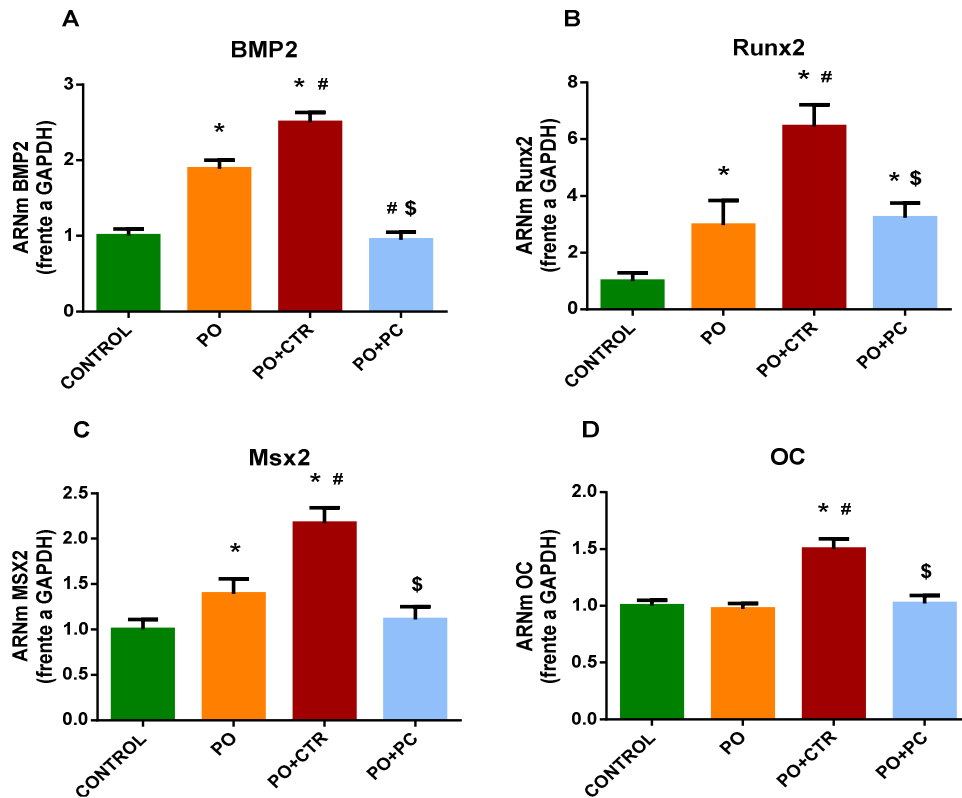 A
BMP2
ARNm BMP2
(frente a GAPDH)
3
2
1
0
*
* #
# $
CONTROL
PO
PO+CTR
PO+PC
B
Runx2
ARNm Runx2
(frente a GAPDH)
8
6
4
2
0
*
* #
* $
CONTROL
PO
PO+CTR
PO+PC
C
Msx2
ARNm MSX2
(frente a GAPDH)
2.5
2.0
1.5
1.0
0.5
0.0
*
* #
$
CONTROL
PO
PO+CTR
PO+PC
D
OC
ARNm OC
(frente a GAPDH)
2.0
1.5
1.0
0.5
0.0
* #
$
CONTROL
PO
PO+CTR
PO+PC